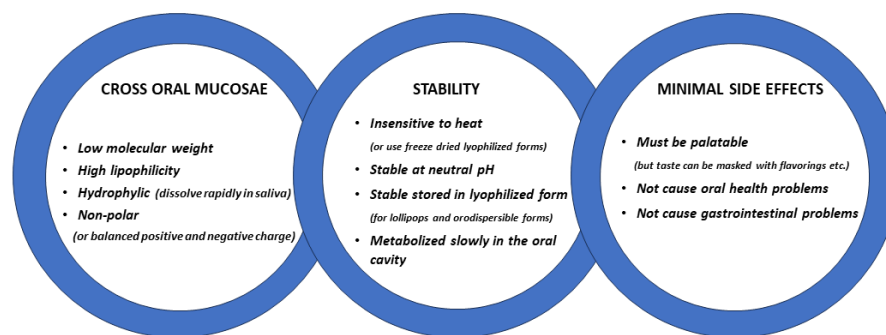 CROSS ORAL MUCOSAE
• Low molecular weight
• High lipophilicity
• Hydrophylic (dissolve rapidly in saliva)
• Non-polar
(or balanced positive and negative charge)
STABILITY
• Insensitive to heat
(or use freeze dried lyophilized forms)
• Stable at neutral pH
• Stable stored in lyophilized form
(for lollipops and orodispersible forms)
• Metabolized slowly in the oral
cavity
MINIMAL SIDE EFFECTS
• Must be palatable
(but taste can be masked with flavorings etc.)
• Not cause oral health problems
• Not cause gastrointestinal problems